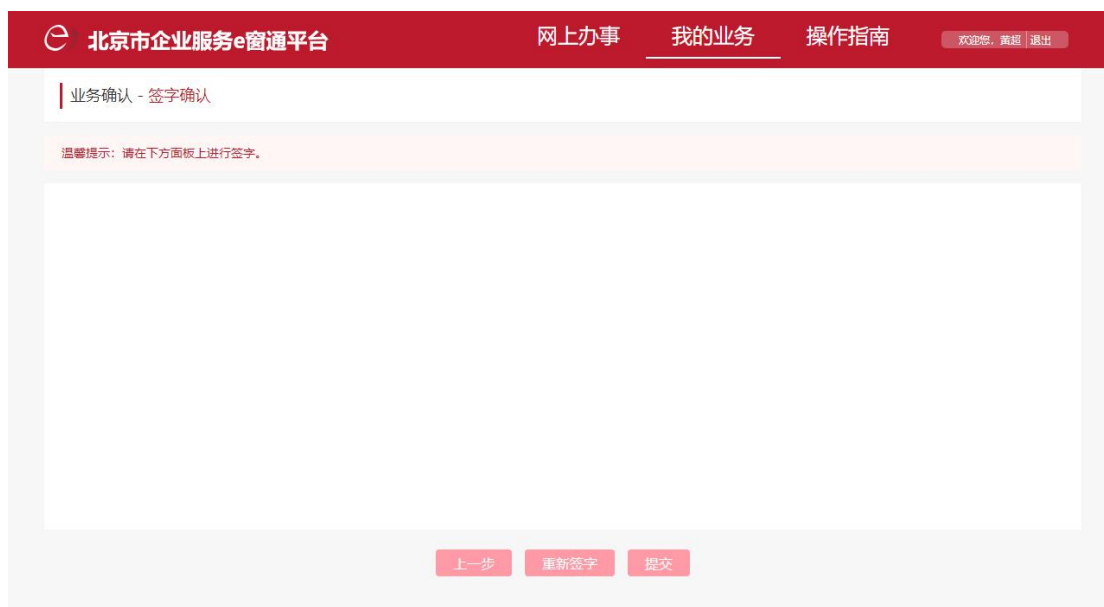 北京市企业服务e窗通平台 网上办事 我的业务 操作指南 欢迎您，黄超 退出
业务确认 - 签字确认
温馨提示：请在下方面板上进行签字。
上一步 重新签字 提交